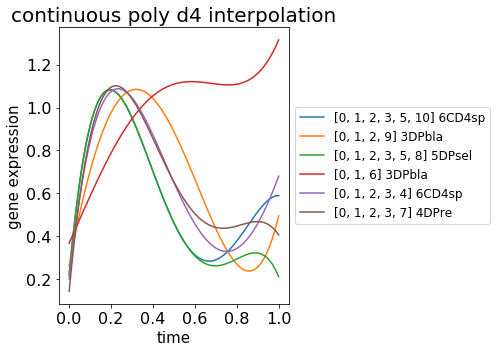 continuous poly d4 interpolation
gene expression
1.2
1.0
0.8
0.6
0.4
0.2
0.0 0.2 0.4 0.6 0.8 1.0
time
[0, 1, 2, 3, 5, 10] 6CD4sp
[0, 1, 2, 9] 3DPbla
[0, 1, 2, 3, 5, 8] 5DPsel
[0, 1, 6] 3DPbla
[0, 1, 2, 3, 4] 6CD4sp
[0, 1, 2, 3, 7] 4DPre